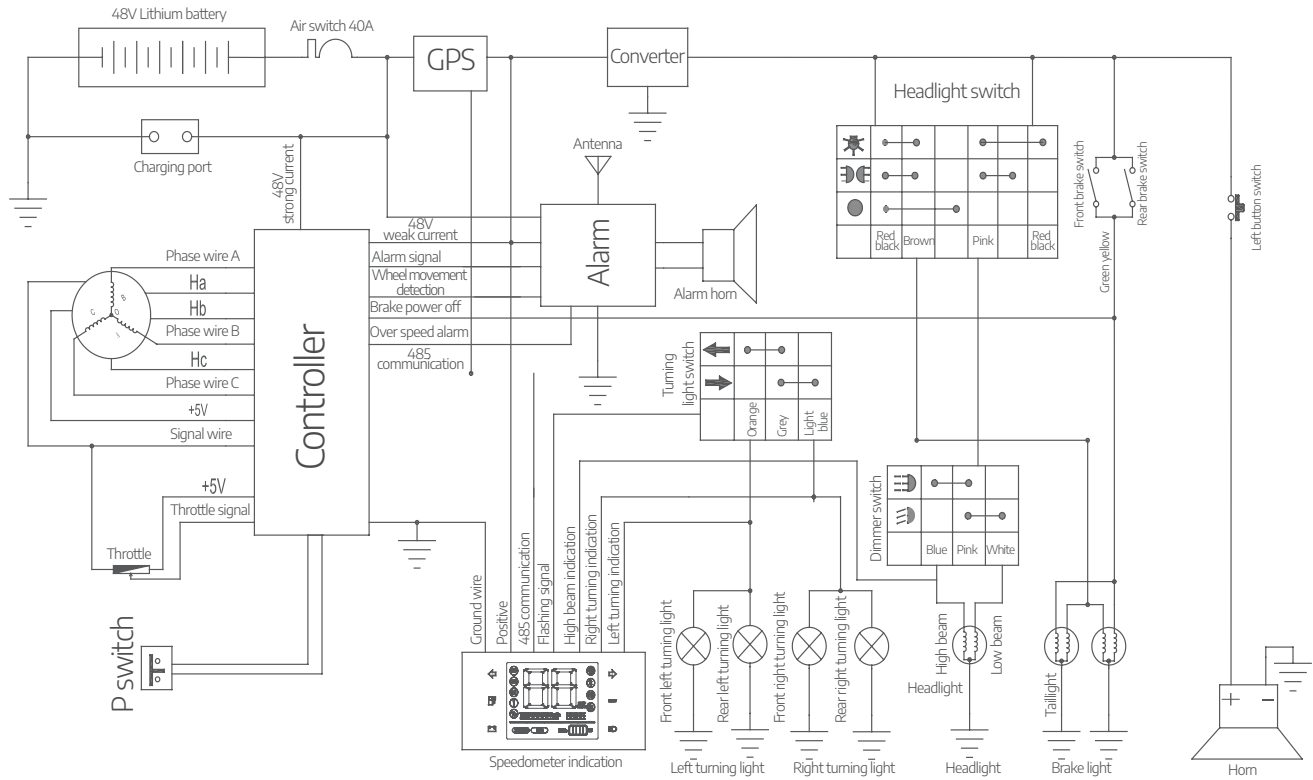 48V Lithium battery
Air switch 40A
GPS
Converter
Headlight switch
Charging port
48V
strong current
Antenna
Front brake switch
Rear brake switch
Left button switch
48V
weak current
Alarm
Red
black
Brown
Pink
Red
black
Phase wire A
Alarm signal
Green yellow
Ha
Wheel movement
detection
Alarm horn
Hb
Brake power off
Phase wire B
Over speed alarm
Hc
485
communication
Phase wire C
Controller
Turning
light switch
+5V
Orange
Grey
Light
blue
Signal wire
+5V
Throttle signal
Dimmer switch
Blue
Pink
White
Throttle
P switch
Ground wire
Positive
485 communication
Flashing signal
High beam indication
Right turning indication
Left turning indication
Front left turning light
Rear left turning light
Front right turning light
Rear right turning light
High beam
Low beam
Headlight
Taillight
+
−
Speedometer indication
Left turning light
Right turning light
Headlight
Brake light
Horn